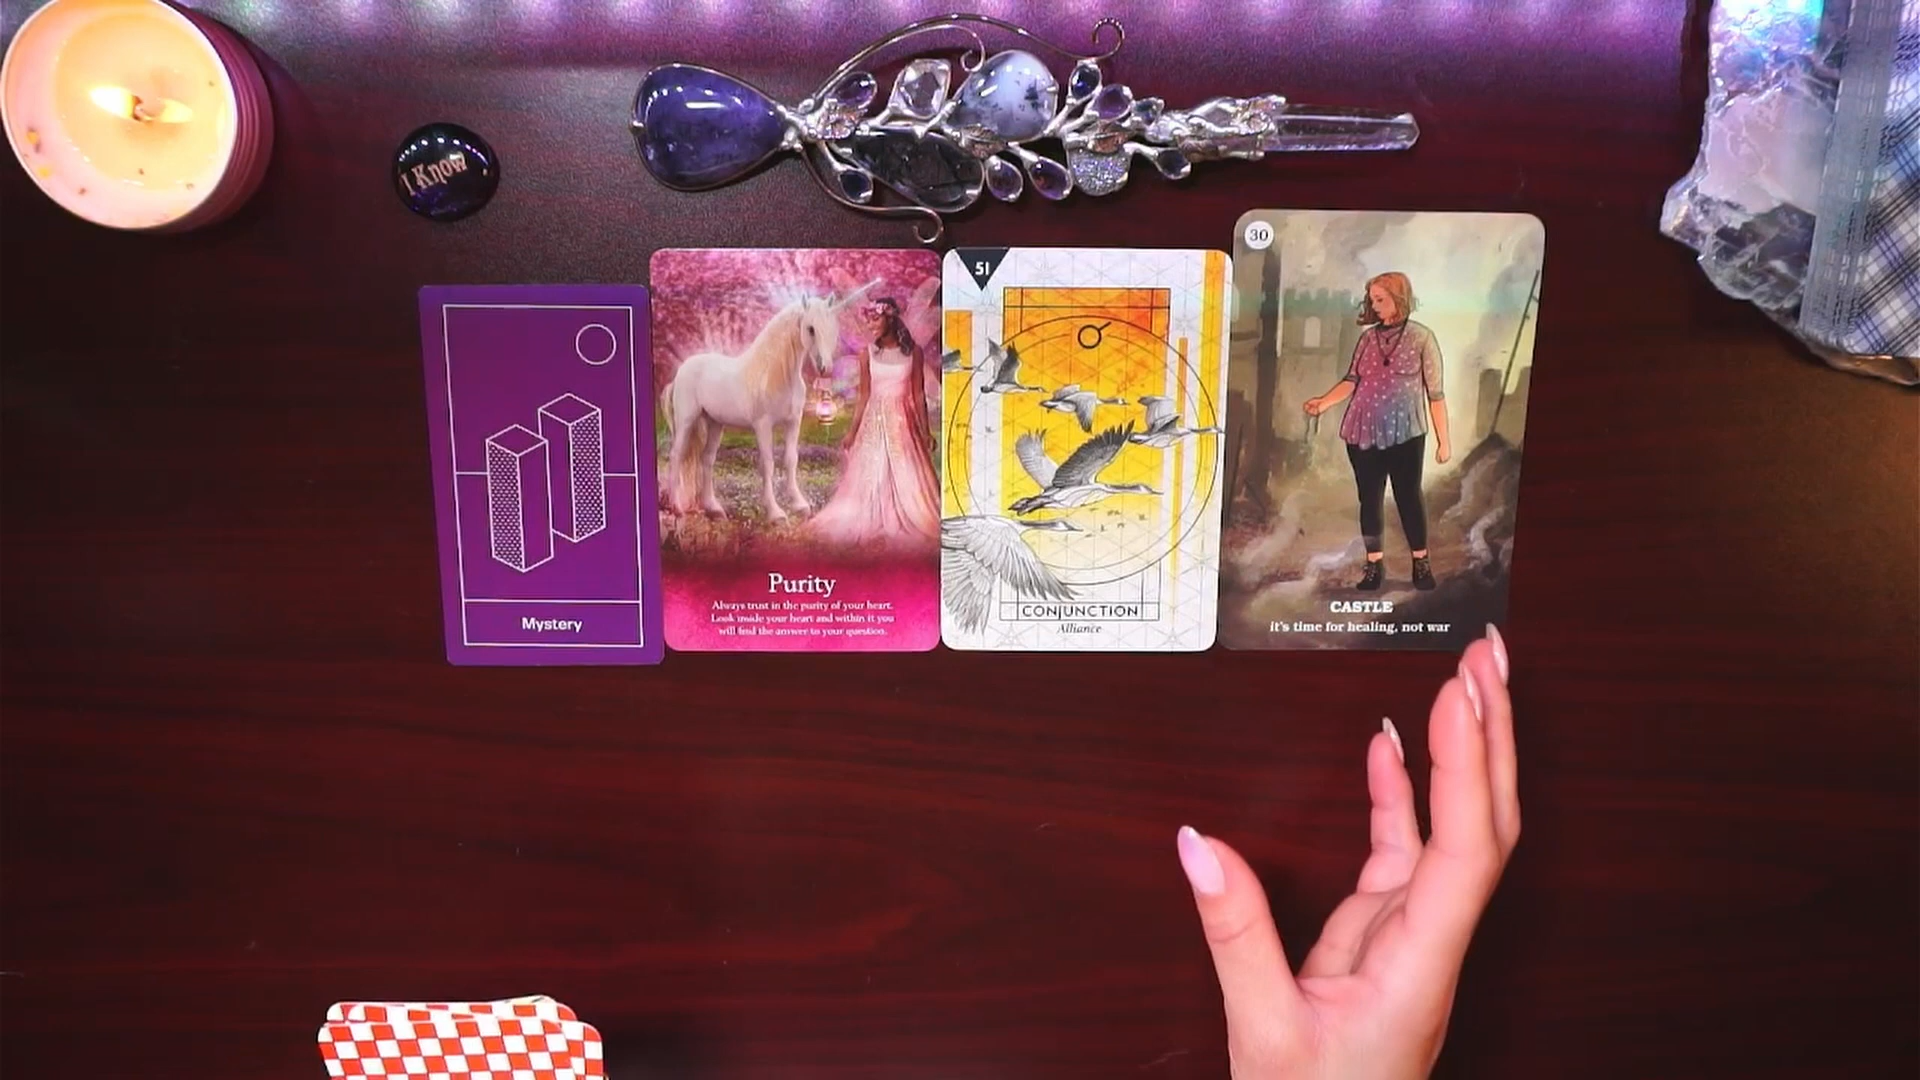 I Know
Mystery
Purity
Always trust in the purity of your heart.
Look inside your heart and within it you
will find the answer to your question.
51
CONJUNCTION
Alliance
30
CASTLE
it's time for healing, not war